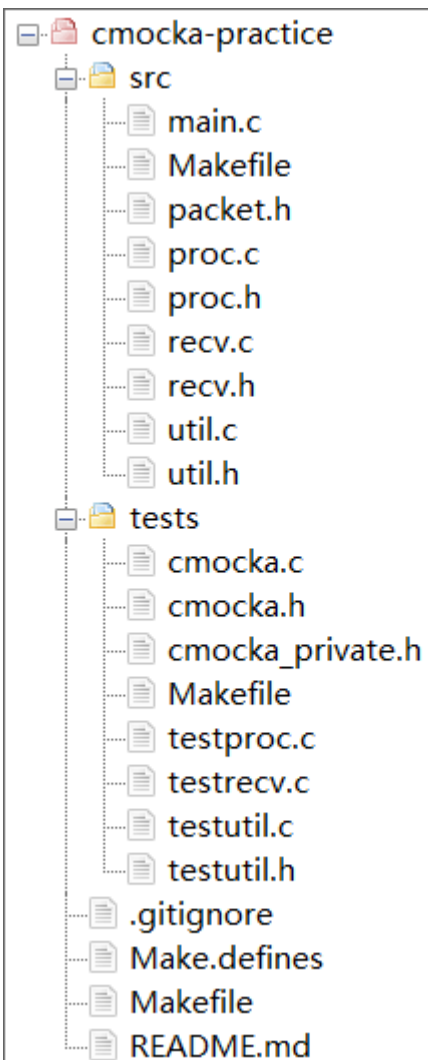 cmocka-practice
src
main.c
Makefile
packet.h
proc.c
proc.h
recv.c
recv.h
util.c
util.h
tests
cmocka.c
cmocka.h
cmocka_private.h
Makefile
testproc.c
testrecv.c
testutil.c
testutil.h
.gitignore
Make.defines
Makefile
README.md